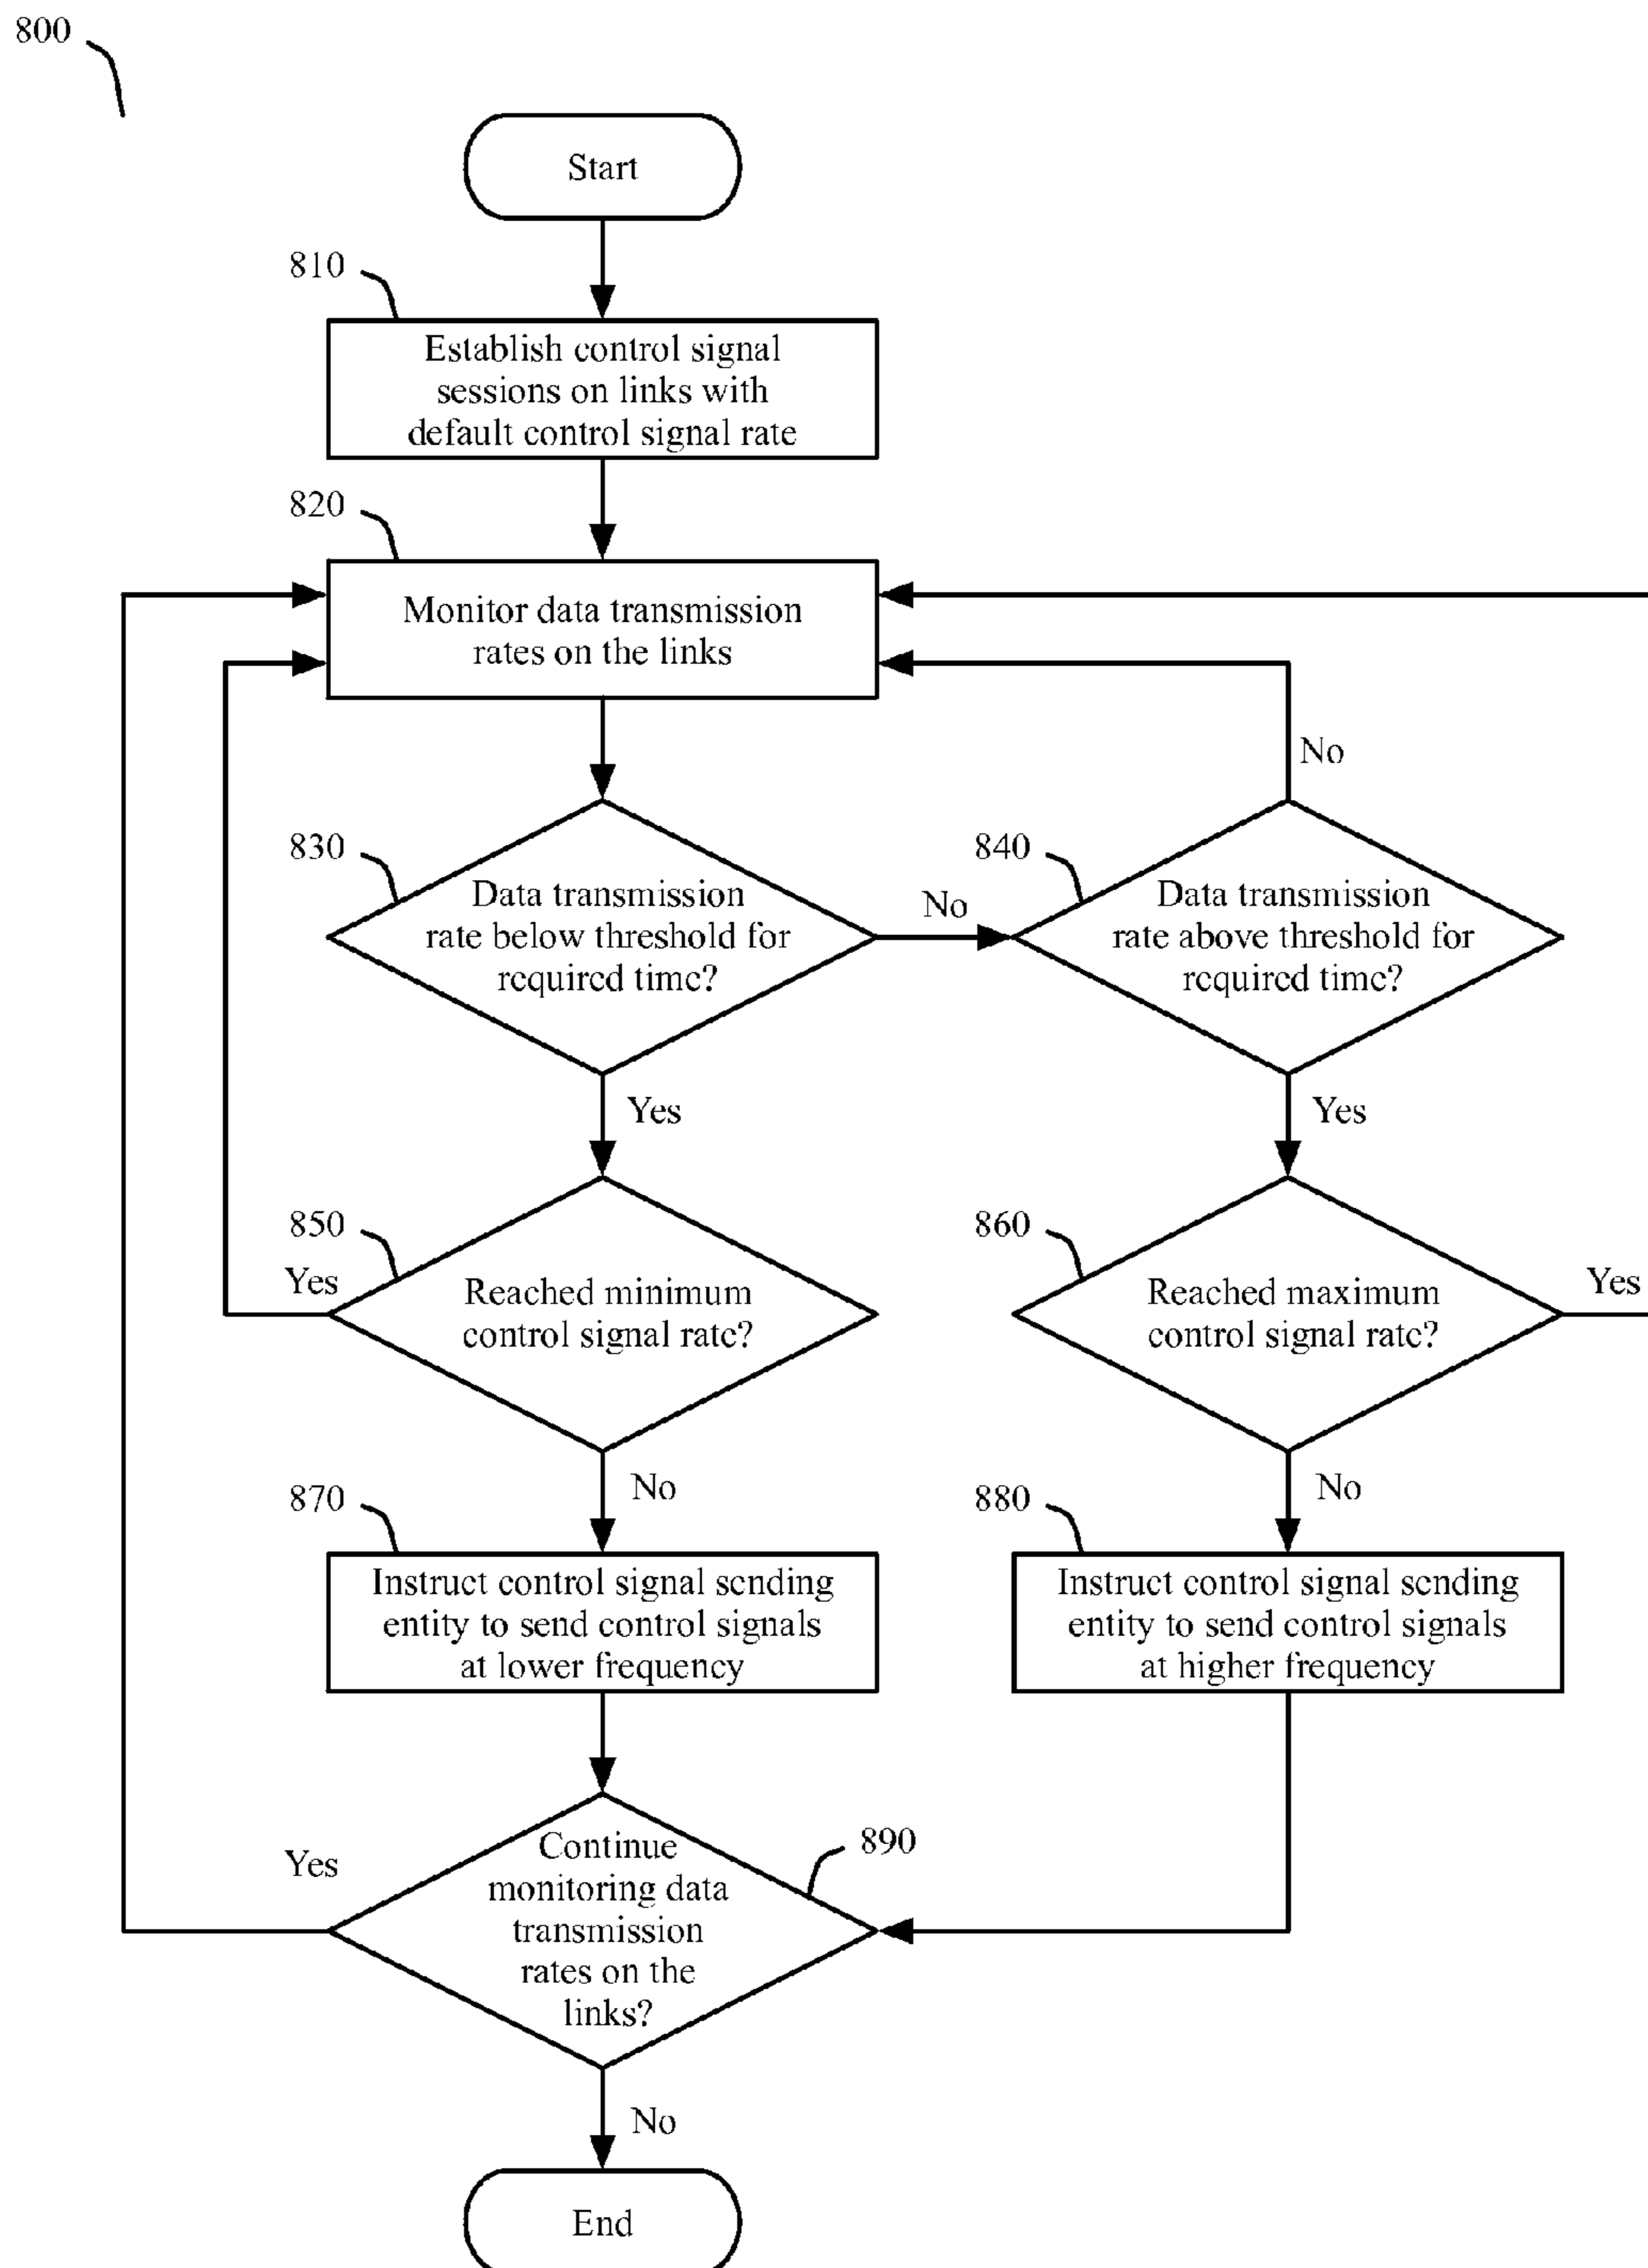 800
Start
810
Establish control signal
sessions on links with
default control signal rate
820
Monitor data transmission
rates on the links
No
830
Data transmission
rate below threshold for
required time?
No
840
Data transmission
rate above threshold for
required time?
Yes
Yes
850
Yes
Reached minimum
control signal rate?
860
Reached maximum
control signal rate?
Yes
No
No
870
Instruct control signal sending
entity to send control signals
at lower frequency
880
Instruct control signal sending
entity to send control signals
at higher frequency
Yes
Continue
monitoring data
transmission
rates on the
links?
890
No
End